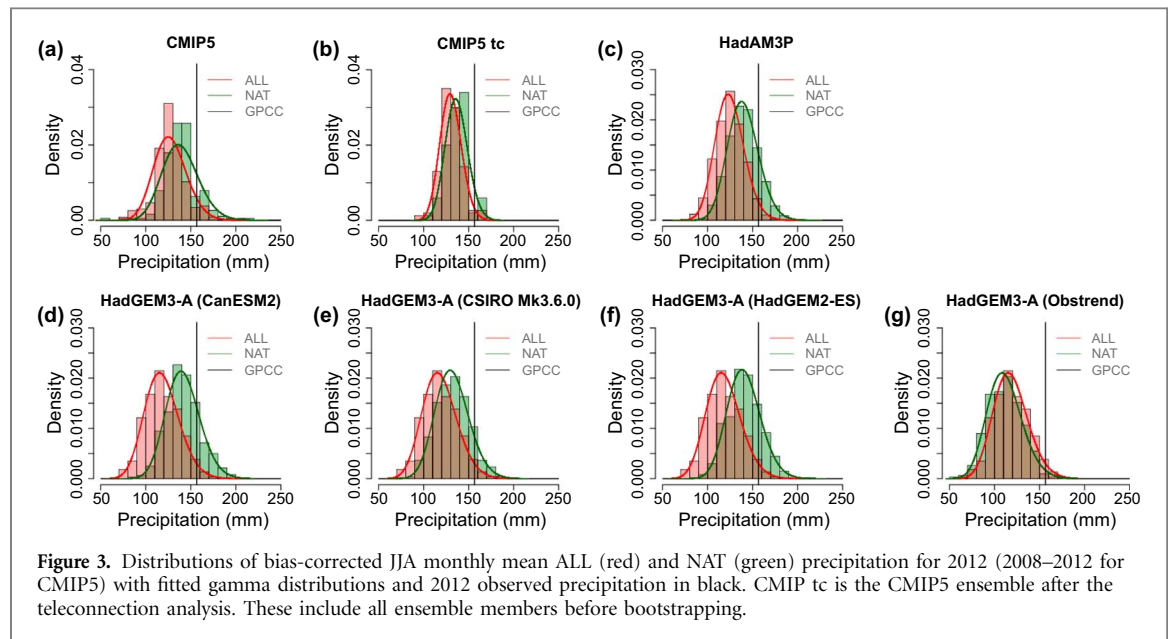 (a) CMIP5
0.04
0.02
0.00
Density
ALL
NAT
GPCC
50 100 150 200 250
Precipitation (mm)
(b) CMIP5 tc
0.04
0.02
0.00
Density
ALL
NAT
GPCC
50 100 150 200 250
Precipitation (mm)
(c) HadAM3P
0.030
0.020
0.010
0.000
Density
ALL
NAT
GPCC
50 100 150 200 250
Precipitation (mm)
(d) HadGEM3-A (CanESM2)
0.030
0.020
0.010
0.000
Density
ALL
NAT
GPCC
50 100 150 200 250
Precipitation (mm)
(e) HadGEM3-A (CSIRO Mk3.6.0)
0.030
0.020
0.010
0.000
Density
ALL
NAT
GPCC
50 100 150 200 250
Precipitation (mm)
(f) HadGEM3-A (HadGEM2-ES)
0.030
0.020
0.010
0.000
Density
ALL
NAT
GPCC
50 100 150 200 250
Precipitation (mm)
(g) HadGEM3-A (Obstrend)
0.030
0.020
0.010
0.000
Density
ALL
NAT
GPCC
50 100 150 200 250
Precipitation (mm)
Figure 3. Distributions of bias-corrected JJA monthly mean ALL (red) and NAT (green) precipitation for 2012 (2008–2012 for
CMIP5) with fitted gamma distributions and 2012 observed precipitation in black. CMIP tc is the CMIP5 ensemble after the
teleconnection analysis. These include all ensemble members before bootstrapping.